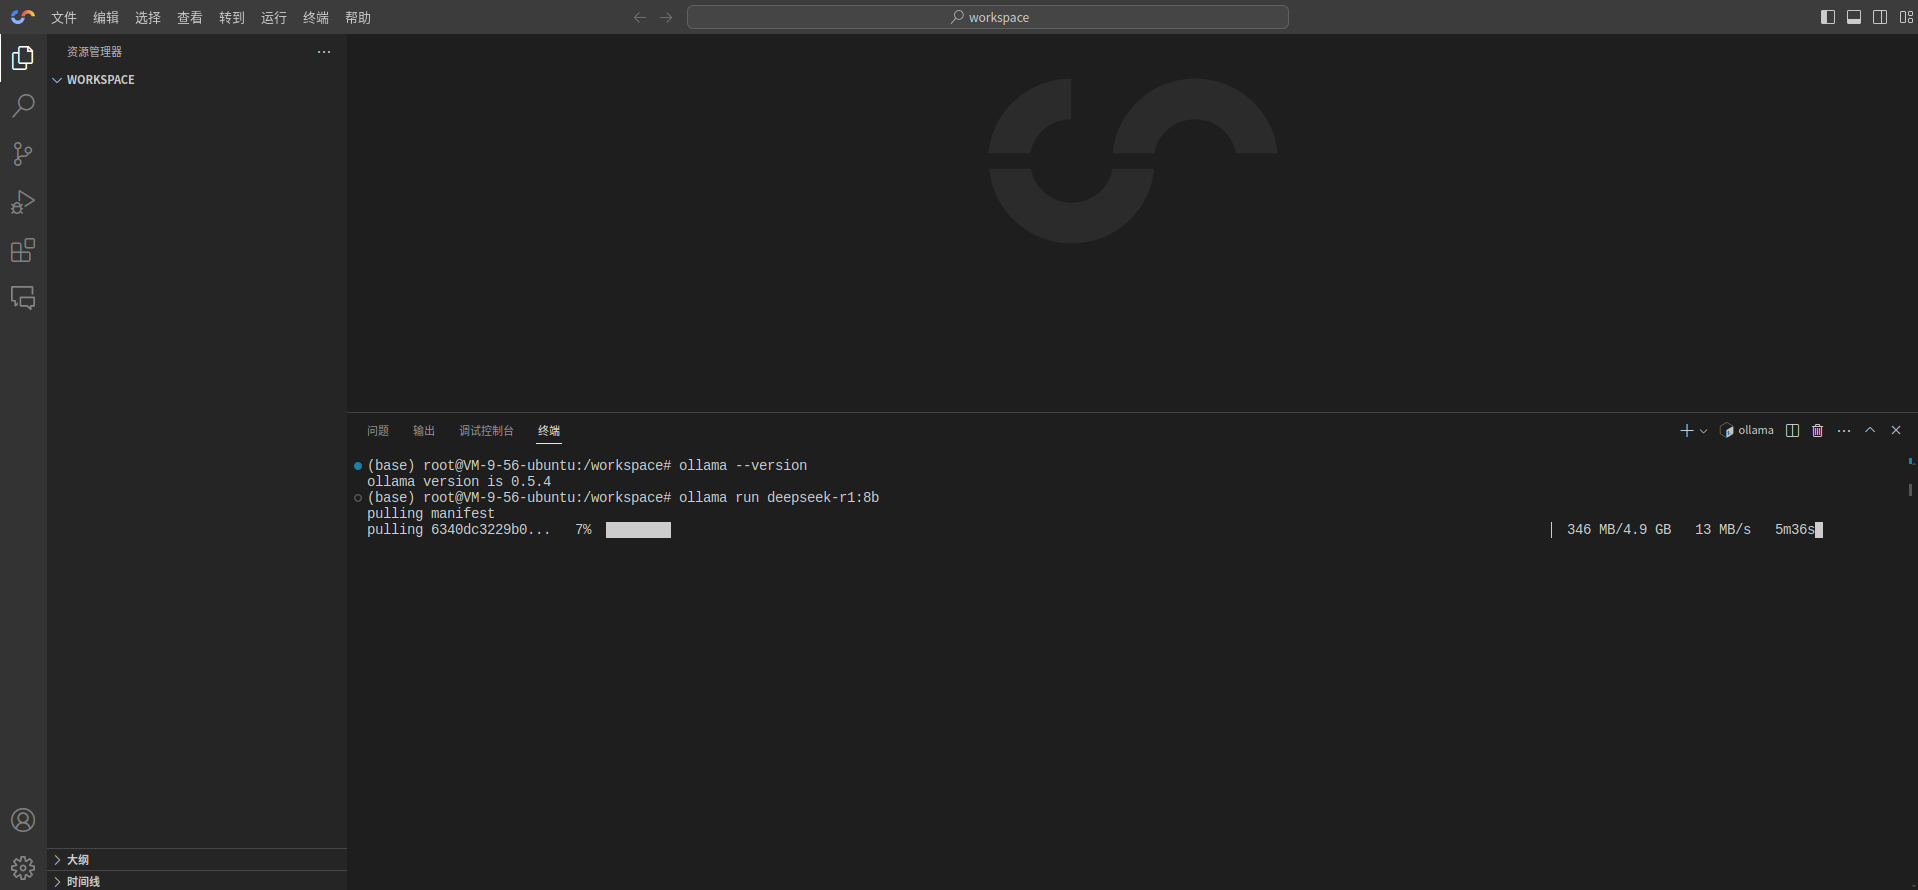 文件 编辑 选择 查看 转到 运行 终端 帮助
workspace
资源管理器
WORKSPACE
问题 输出 调试控制台 终端
ollama
(base) root@VM-9-56-ubuntu:/workspace# ollama --version
ollama version is 0.5.4
(base) root@VM-9-56-ubuntu:/workspace# ollama run deepseek-r1:8b
pulling manifest
pulling 6340dc3229b0... 7% 346 MB/4.9 GB 13 MB/s 5m36s
大纲
时间线